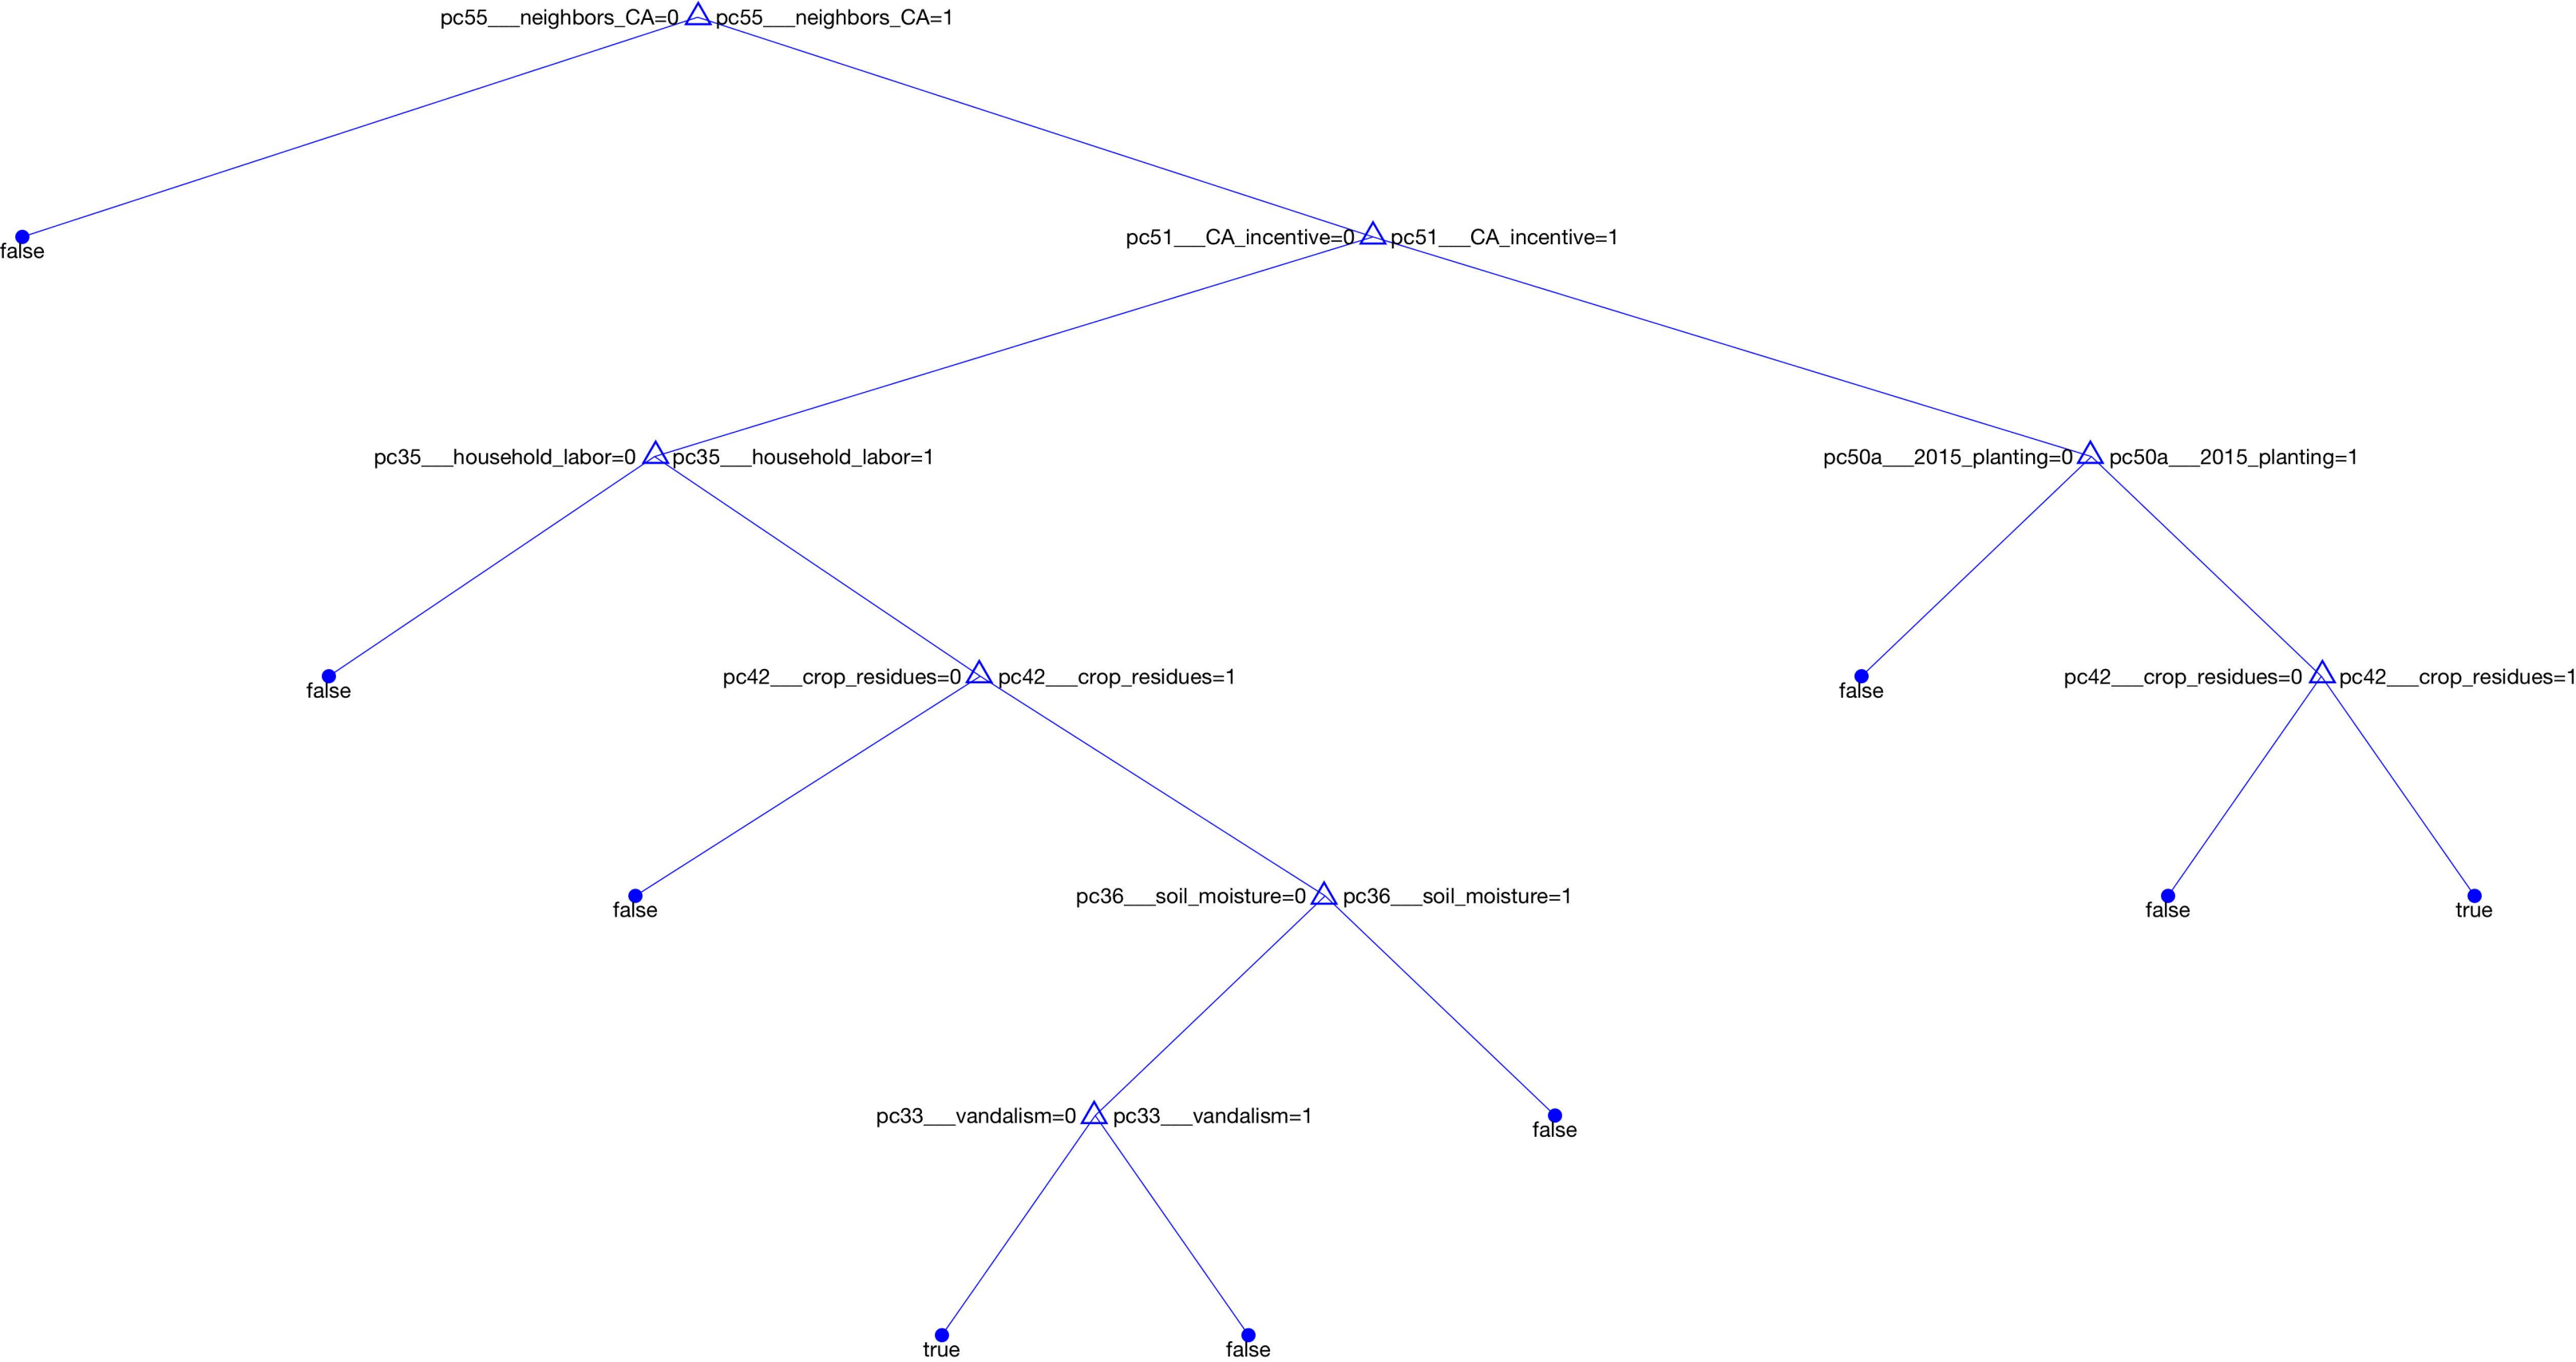 pc55___neighbors_CA=0 pc55___neighbors_CA=1
false
pc51___CA_incentive=0 pc51___CA_incentive=1
pc35___household_labor=0 pc35___household_labor=1
pc50a___2015_planting=0 pc50a___2015_planting=1
false
pc42___crop_residues=0 pc42___crop_residues=1
false
pc42___crop_residues=0 pc42___crop_residues=1
false
pc36___soil_moisture=0 pc36___soil_moisture=1
false
true
pc33___vandalism=0 pc33___vandalism=1
false
true
false